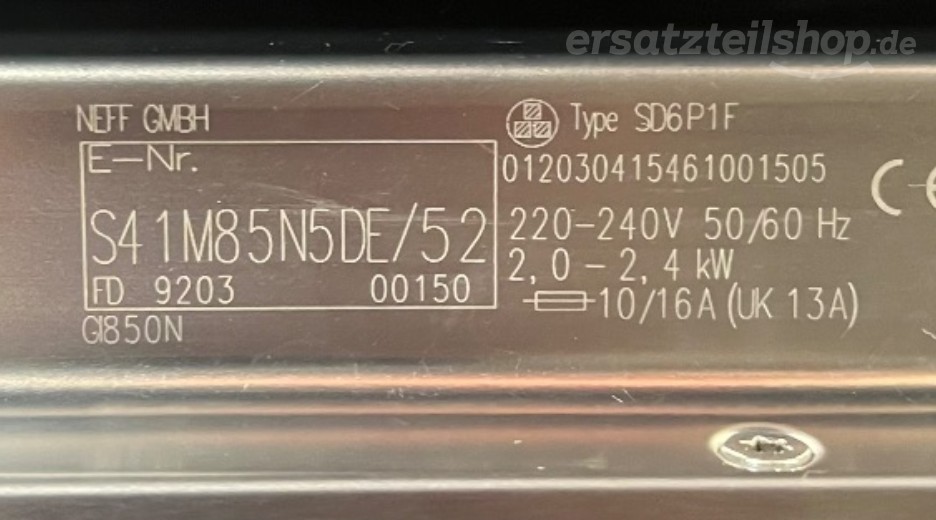 ersatzteilshop.de
NEFF GMBH
E-Nr.
S41M85N5DE/52
FD 9203 00150
GI850N
Type SD6P1F
012030415461001505
220-240V 50/60 Hz
2,0 - 2,4 kW
10/16A (UK 13A)
CE